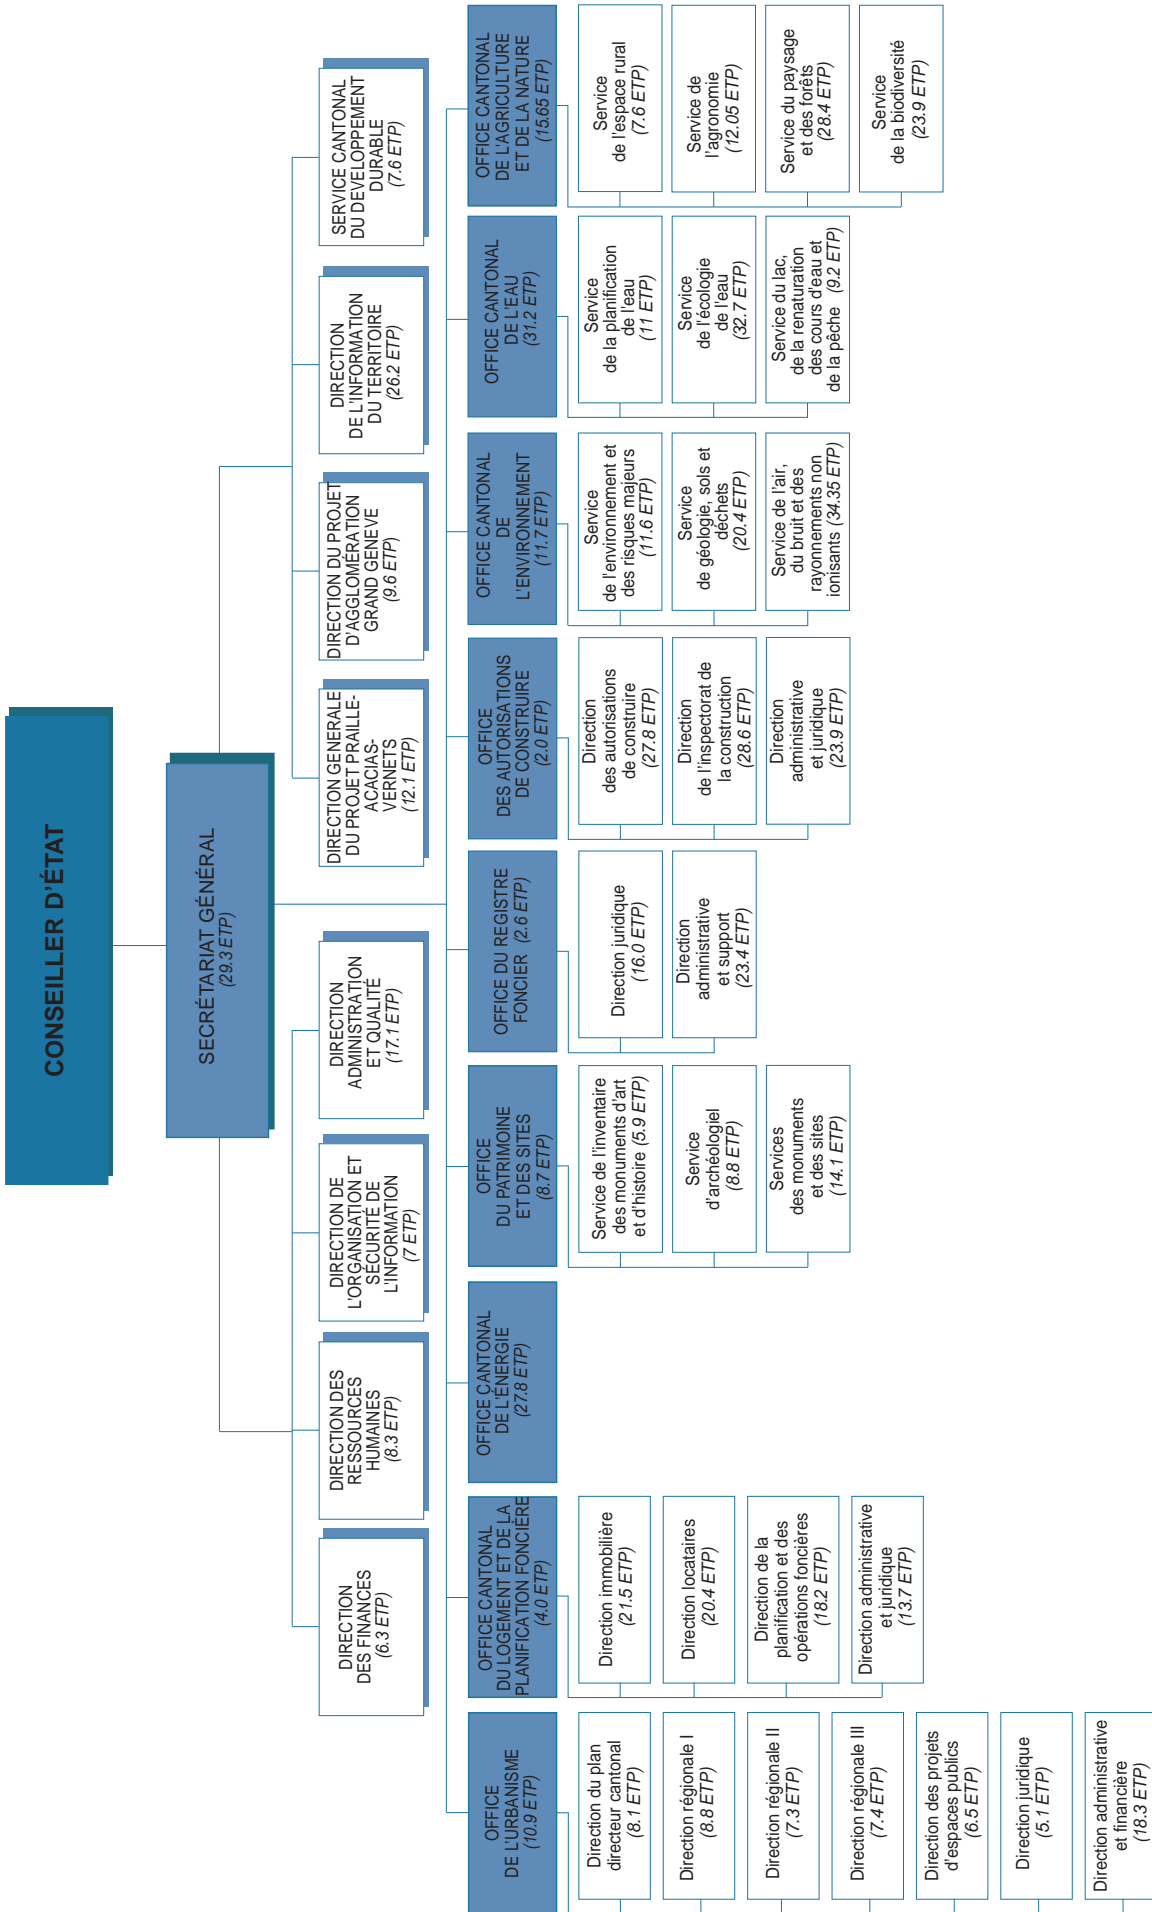 CONSEILLER D'ÉTAT
SECRÉTARIAT GÉNÉRAL
(29.3 ETP)
DIRECTION
DES FINANCES
(6.3 ETP)
DIRECTION DES
RESSOURCES
HUMAINES
(8.3 ETP)
DIRECTION DE
L'ORGANISATION ET
SÉCURITÉ DE
L'INFORMATION
(7 ETP)
DIRECTION
ADMINISTRATION
ET QUALITÉ
(17.1 ETP)
DIRECTION GENERALE
DU PROJET PRAILLE-
ACACIAS-
VERNETS
(12.1 ETP)
DIRECTION DU PROJET
D'AGGLOMÉRATION
GRAND GENEVE
(9.6 ETP)
DIRECTION
DE L'INFORMATION
DU TERRITOIRE
(26.2 ETP)
SERVICE CANTONAL
DU DEVELOPPEMENT
DURABLE
(7.6 ETP)
OFFICE
DE L'URBANISME
(10.9 ETP)
Direction du plan
directeur cantonal
(8.1 ETP)
Direction régionale I
(8.8 ETP)
Direction régionale II
(7.3 ETP)
Direction régionale III
(7.4 ETP)
Direction des projets
d'espaces publics
(6.5 ETP)
Direction juridique
(5.1 ETP)
Direction administrative
et financière
(18.3 ETP)
OFFICE CANTONAL
DU LOGEMENT ET DE LA
PLANIFICATION FONCIÈRE
(4.0 ETP)
Direction immobilière
(21.5 ETP)
Direction locataires
(20.4 ETP)
Direction de la
planification et des
opérations foncières
(18.2 ETP)
Direction administrative
et juridique
(13.7 ETP)
OFFICE CANTONAL
DE L'ÉNERGIE
(27.8 ETP)
OFFICE
DU PATRIMOINE
ET DES SITES
(8.7 ETP)
Service de l'inventaire
des monuments d'art
et d'histoire (5.9 ETP)
Service
d'archéologiel
(8.8 ETP)
Services
des monuments
et des sites
(14.1 ETP)
OFFICE DU REGISTRE
FONCIER (2.6 ETP)
Direction juridique
(16.0 ETP)
Direction
administrative
et support
(23.4 ETP)
OFFICE
DES AUTORISATIONS
DE CONSTRUIRE
(2.0 ETP)
Direction
des autorisations
de construire
(27.8 ETP)
Direction
de l'inspectorat de
la construction
(28.6 ETP)
Direction
administrative
et juridique
(23.9 ETP)
OFFICE CANTONAL
DE
L'ENVIRONNEMENT
(11.7 ETP)
Service
de l'environnement et
des risques majeurs
(11.6 ETP)
Service
de géologie, sols et
déchets
(20.4 ETP)
Service de l'air,
du bruit et des
rayonnements non
ionisants (34.35 ETP)
OFFICE CANTONAL
DE L'EAU
(31.2 ETP)
Service
de la planification
de l'eau
(11 ETP)
Service
de l'écologie
de l'eau
(32.7 ETP)
Service du lac,
de la renaturation
des cours d'eau et
de la pêche (9.2 ETP)
OFFICE CANTONAL
DE L'AGRICULTURE
ET DE LA NATURE
(15.65 ETP)
Service
de l'espace rural
(7.6 ETP)
Service de
l'agronomie
(12.05 ETP)
Service du paysage
et des forêts
(28.4 ETP)
Service
de la biodiversité
(23.9 ETP)